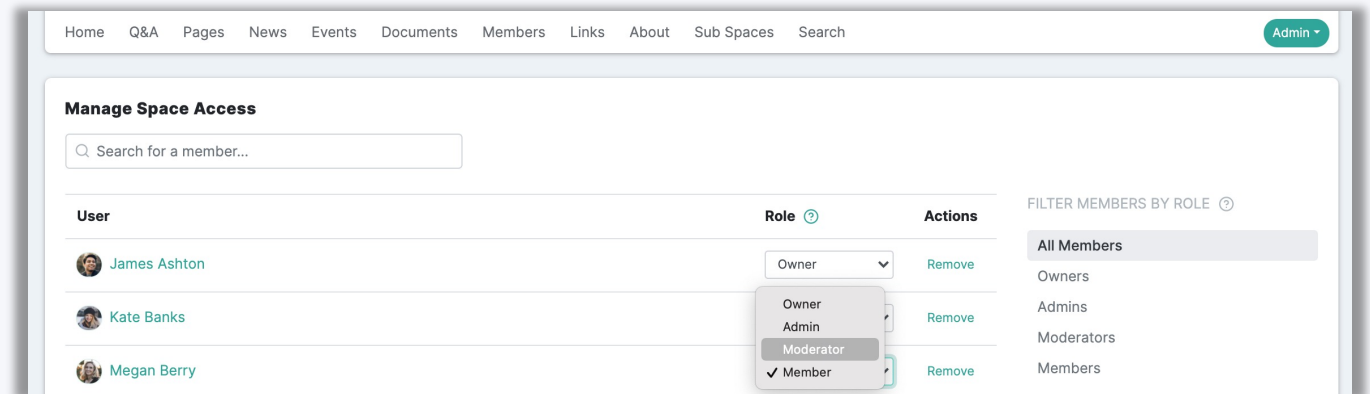 Home Q&A Pages News Events Documents Members Links About Sub Spaces Search Admin
Manage Space Access
Search for a member...
User Role Actions
James Ashton Owner Remove
Kate Banks Remove
Megan Berry Remove
Owner
Admin
Moderator
Member
FILTER MEMBERS BY ROLE
All Members
Owners
Admins
Moderators
Members